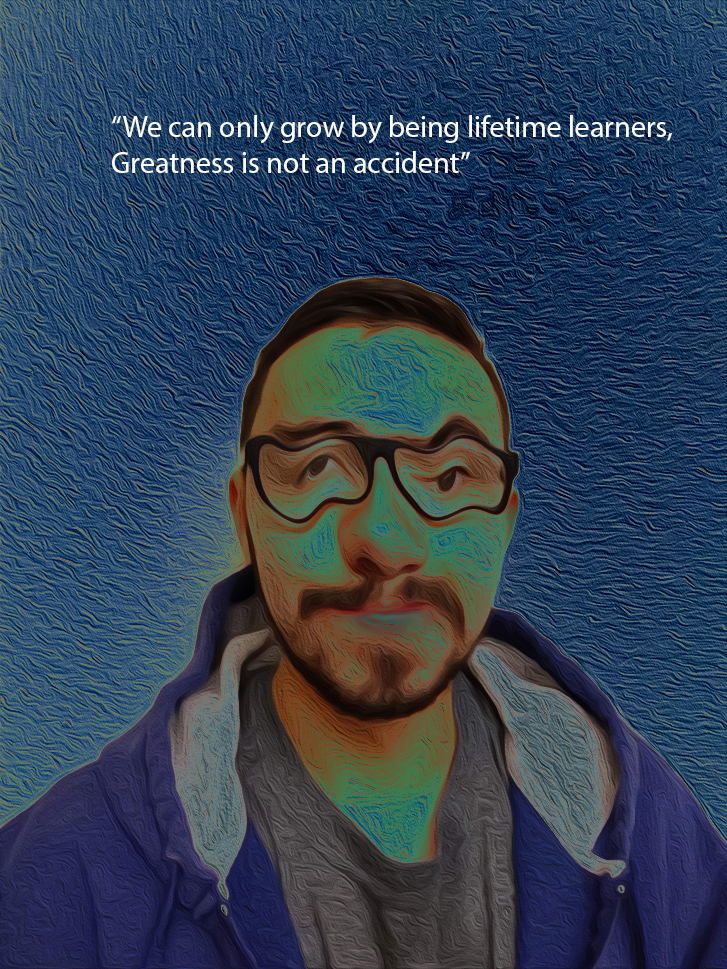 “We can only grow by being lifetime learners,
Greatness is not an accident”